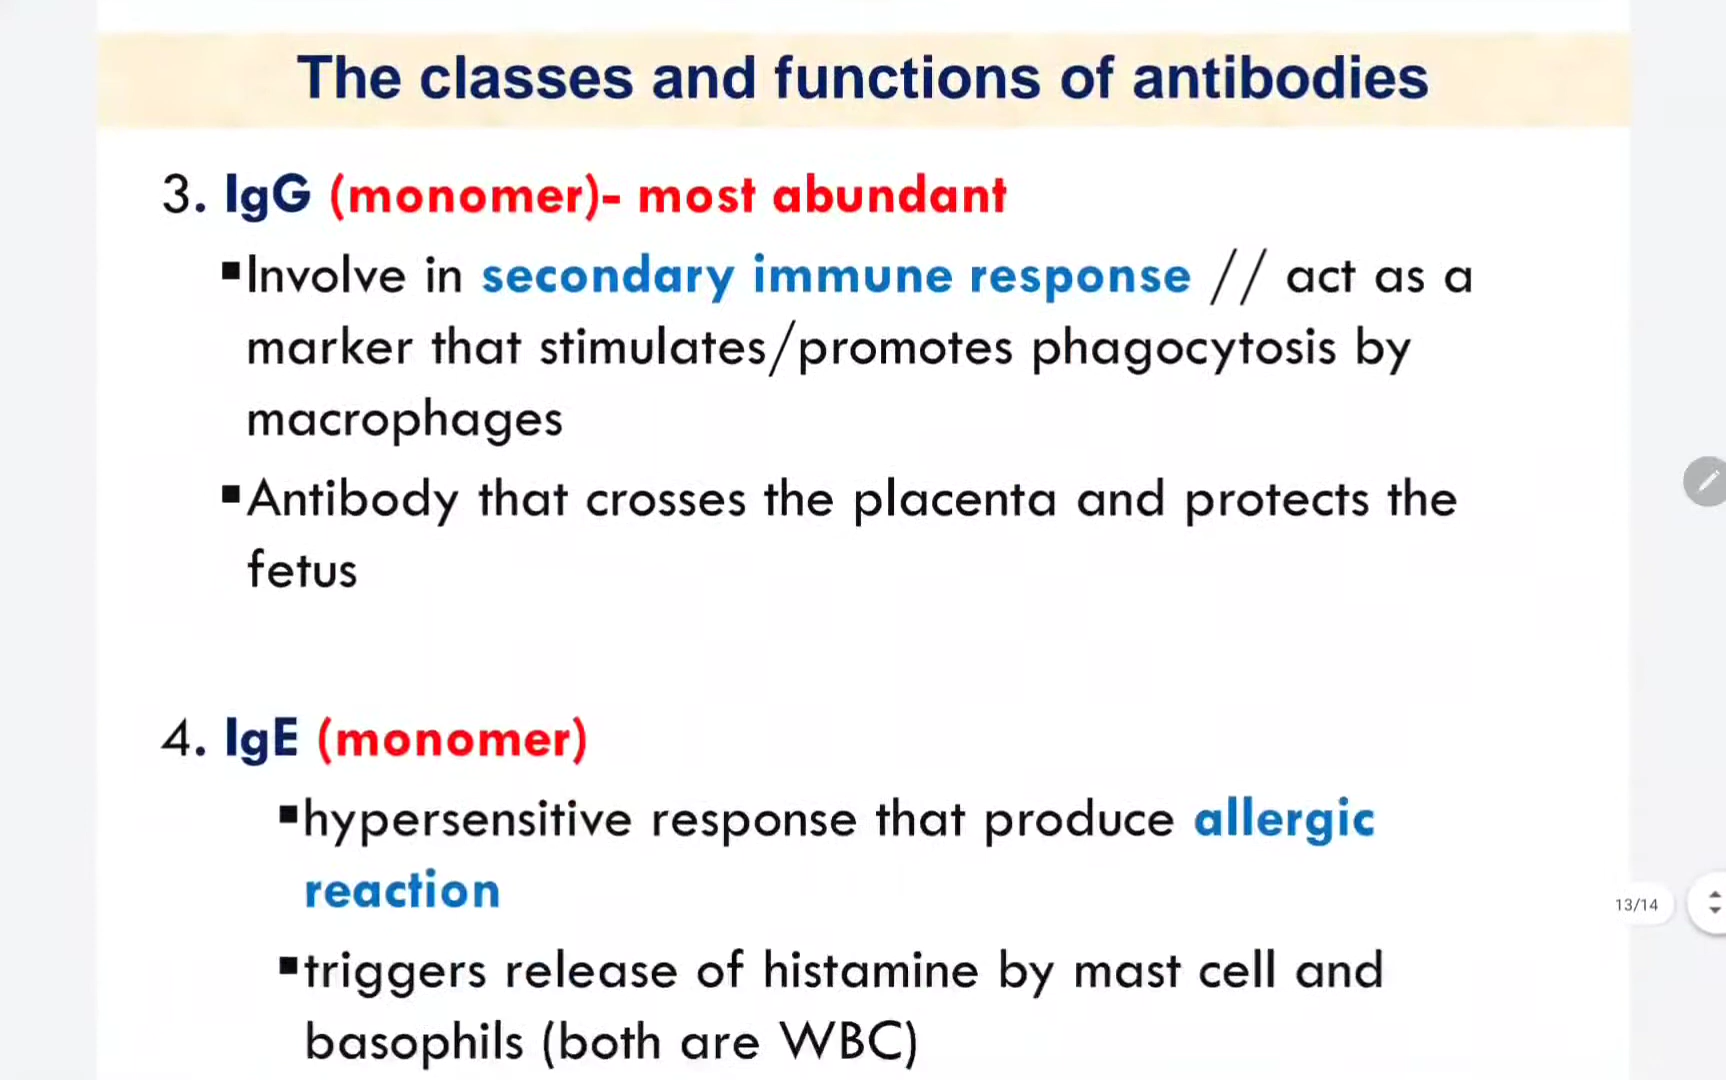 The classes and functions of antibodies
3. IgG (monomer)- most abundant
▪Involve in secondary immune response // act as a
marker that stimulates/promotes phagocytosis by
macrophages
▪Antibody that crosses the placenta and protects the
fetus
4. IgE (monomer)
▪hypersensitive response that produce allergic
reaction
13/14
▪triggers release of histamine by mast cell and
basophils (both are WBC)